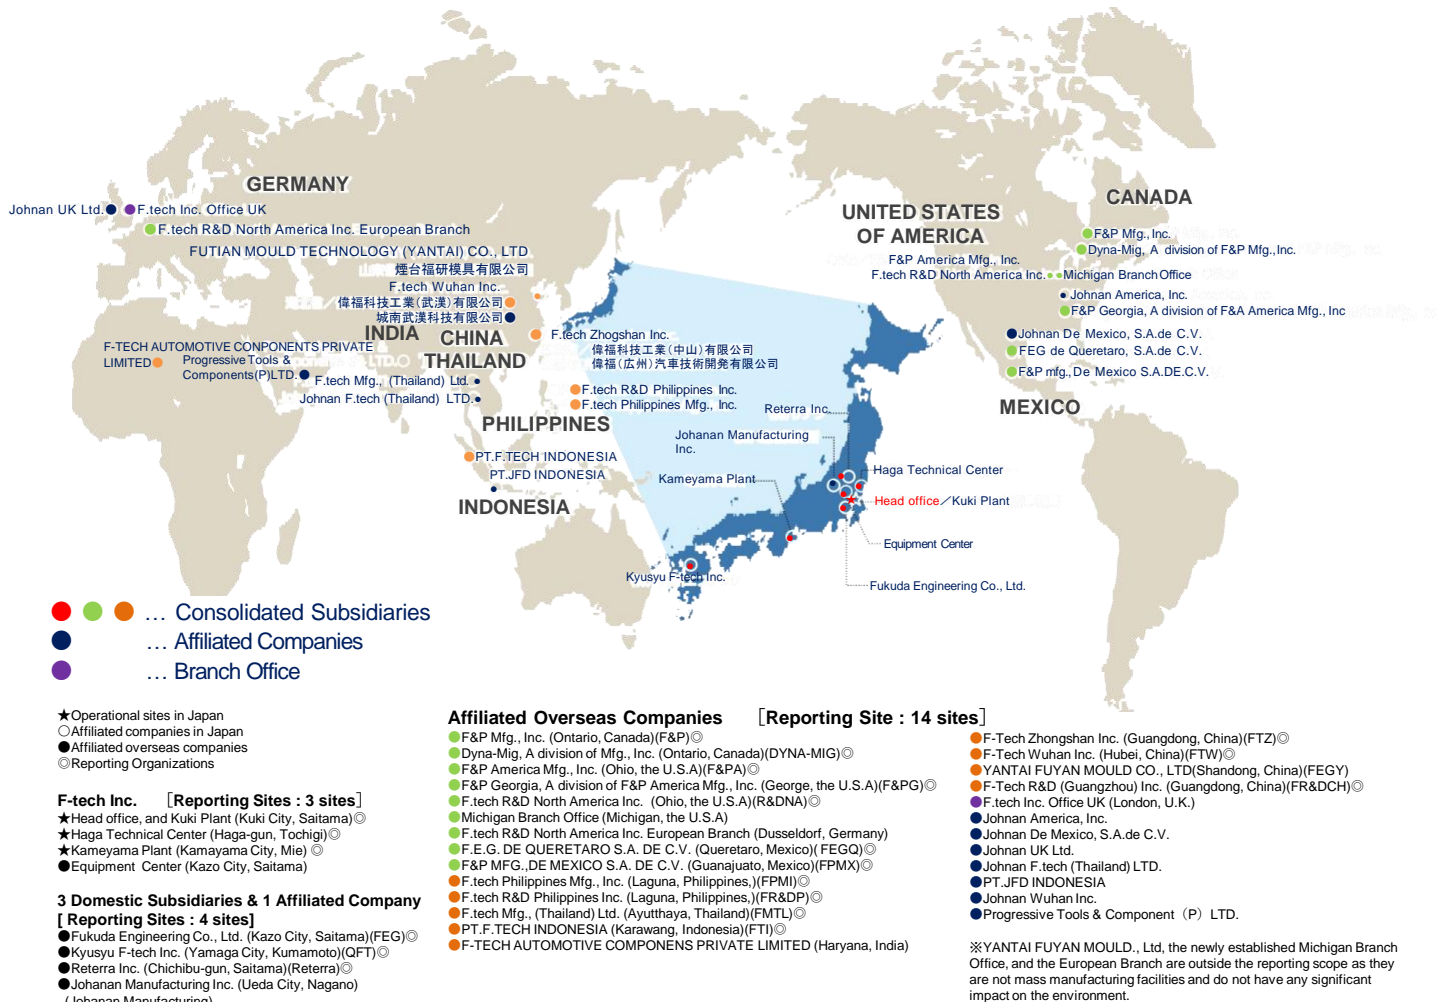 GERMANY
Johnan UK Ltd.
F.tech Inc. Office UK
F.tech R&D North America Inc. European Branch
FUTIAN MOULD TECHNOLOGY (YANTAI) CO., LTD
煙台福研模具有限公司
F.tech Wuhan Inc.
偉福科技工業(武漢)有限公司
城南武漢科技有限公司
INDIA
CHINA
THAILAND
F-TECH AUTOMOTIVE CONPONENTS PRIVATE
LIMITED
Progressive Tools &
Components(P)LTD.
F.tech Mfg., (Thailand) Ltd.
Johnan F.tech (Thailand) LTD.
F.tech Zhogshan Inc.
偉福科技工業(中山)有限公司
偉福(広州)汽車技術開発有限公司
F.tech R&D Philippines Inc.
F.tech Philippines Mfg., Inc.
PHILIPPINES
PT.F.TECH INDONESIA
PT.JFD INDONESIA
INDONESIA
UNITED STATES
OF AMERICA
CANADA
F&P Mfg., Inc.
Dyna-Mig, A division of F&P Mfg.,Inc.
F&P America Mfg., Inc.
F.tech R&D North America Inc.
Michigan Branch Office
Johnan America, Inc.
F&P Georgia, A division of F&A America Mfg., Inc
Johnan De Mexico, S.A.de C.V.
FEG de Queretaro, S.A.de C.V.
F&P mfg., De Mexico S.A.DE.C.V.
MEXICO
Reterra Inc.
Johanan Manufacturing
Inc.
Kameyama Plant
Haga Technical Center
Head office／Kuki Plant
Equipment Center
Fukuda Engineering Co., Ltd.
Kyusyu F-tech Inc.
… Consolidated Subsidiaries
… Affiliated Companies
… Branch Office
★Operational sites in Japan
○Affiliated companies in Japan
●Affiliated overseas companies
◎Reporting Organizations
F-tech Inc. [Reporting Sites : 3 sites]
★Head office, and Kuki Plant (Kuki City, Saitama)◎
★Haga Technical Center (Haga-gun, Tochigi)◎
★Kameyama Plant (Kamayama City, Mie) ◎
●Equipment Center (Kazo City, Saitama)
3 Domestic Subsidiaries & 1 Affiliated Company
[ Reporting Sites : 4 sites]
●Fukuda Engineering Co., Ltd. (Kazo City, Saitama)(FEG)◎
●Kyusyu F-tech Inc. (Yamaga City, Kumamoto)(QFT)◎
●Reterra Inc. (Chichibu-gun, Saitama)(Reterra)◎
●Johanan Manufacturing Inc. (Ueda City, Nagano)
(Johanan Manufacturing)
Affiliated Overseas Companies [Reporting Site : 14 sites]
●F&P Mfg., Inc. (Ontario, Canada)(F&P)◎
●Dyna-Mig, A division of Mfg., Inc. (Ontario, Canada)(DYNA-MIG)◎
●F&P America Mfg., Inc. (Ohio, the U.S.A)(F&PA)◎
●F&P Georgia, A division of F&P America Mfg., Inc. (George, the U.S.A)(F&PG)◎
●F.tech R&D North America Inc. (Ohio, the U.S.A)(R&DNA)◎
●Michigan Branch Office (Michigan, the U.S.A)
●F.tech R&D North America Inc. European Branch (Dusseldorf, Germany)
●F.E.G. DE QUERETARO S.A. DE C.V. (Queretaro, Mexico)( FEGQ)◎
●F&P MFG.,DE MEXICO S.A. DE C.V. (Guanajuato, Mexico)(FPMX)◎
●F.tech Philippines Mfg., Inc. (Laguna, Philippines,)(FPMI)◎
●F.tech R&D Philippines Inc. (Laguna, Philippines,)(FR&DP)◎
●F.tech Mfg., (Thailand) Ltd. (Ayutthaya, Thailand)(FMTL)◎
●PT.F.TECH INDONESIA (Karawang, Indonesia)(FTI)◎
●F-TECH AUTOMOTIVE COMPONENS PRIVATE LIMITED (Haryana, India)
●F-Tech Zhongshan Inc. (Guangdong, China)(FTZ)◎
●F-Tech Wuhan Inc. (Hubei, China)(FTW)◎
●YANTAI FUYAN MOULD CO., LTD(Shandong, China)(FEGY)
●F-Tech R&D (Guangzhou) Inc. (Guangdong, China)(FR&DCH)◎
●F.tech Inc. Office UK (London, U.K.)
●Johnan America, Inc.
●Johnan De Mexico, S.A.de C.V.
●Johnan UK Ltd.
●Johnan F.tech (Thailand) LTD.
●PT.JFD INDONESIA
●Johnan Wuhan Inc.
●Progressive Tools & Component（P）LTD.
※YANTAI FUYAN MOULD., Ltd, the newly established Michigan Branch
Office, and the European Branch are outside the reporting scope as they
are not mass manufacturing facilities and do not have any significant
impact on the environment.